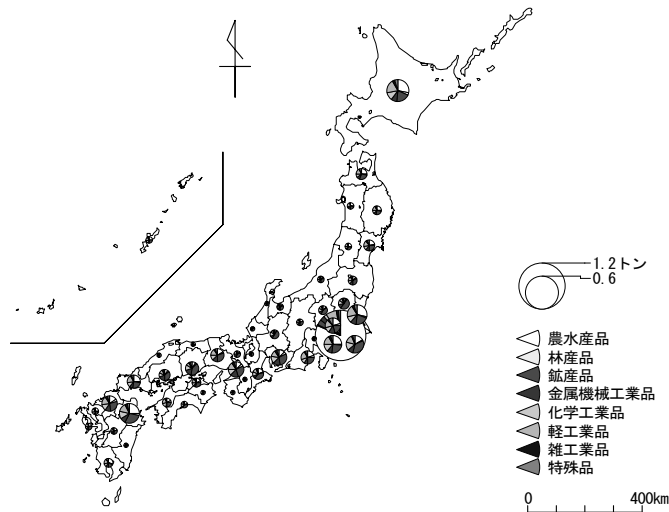 1.2トン
0.6
農水産品
林産品
鉱産品
金属機械工業品
化学工業品
軽工業品
雑工業品
特殊品
0 400km